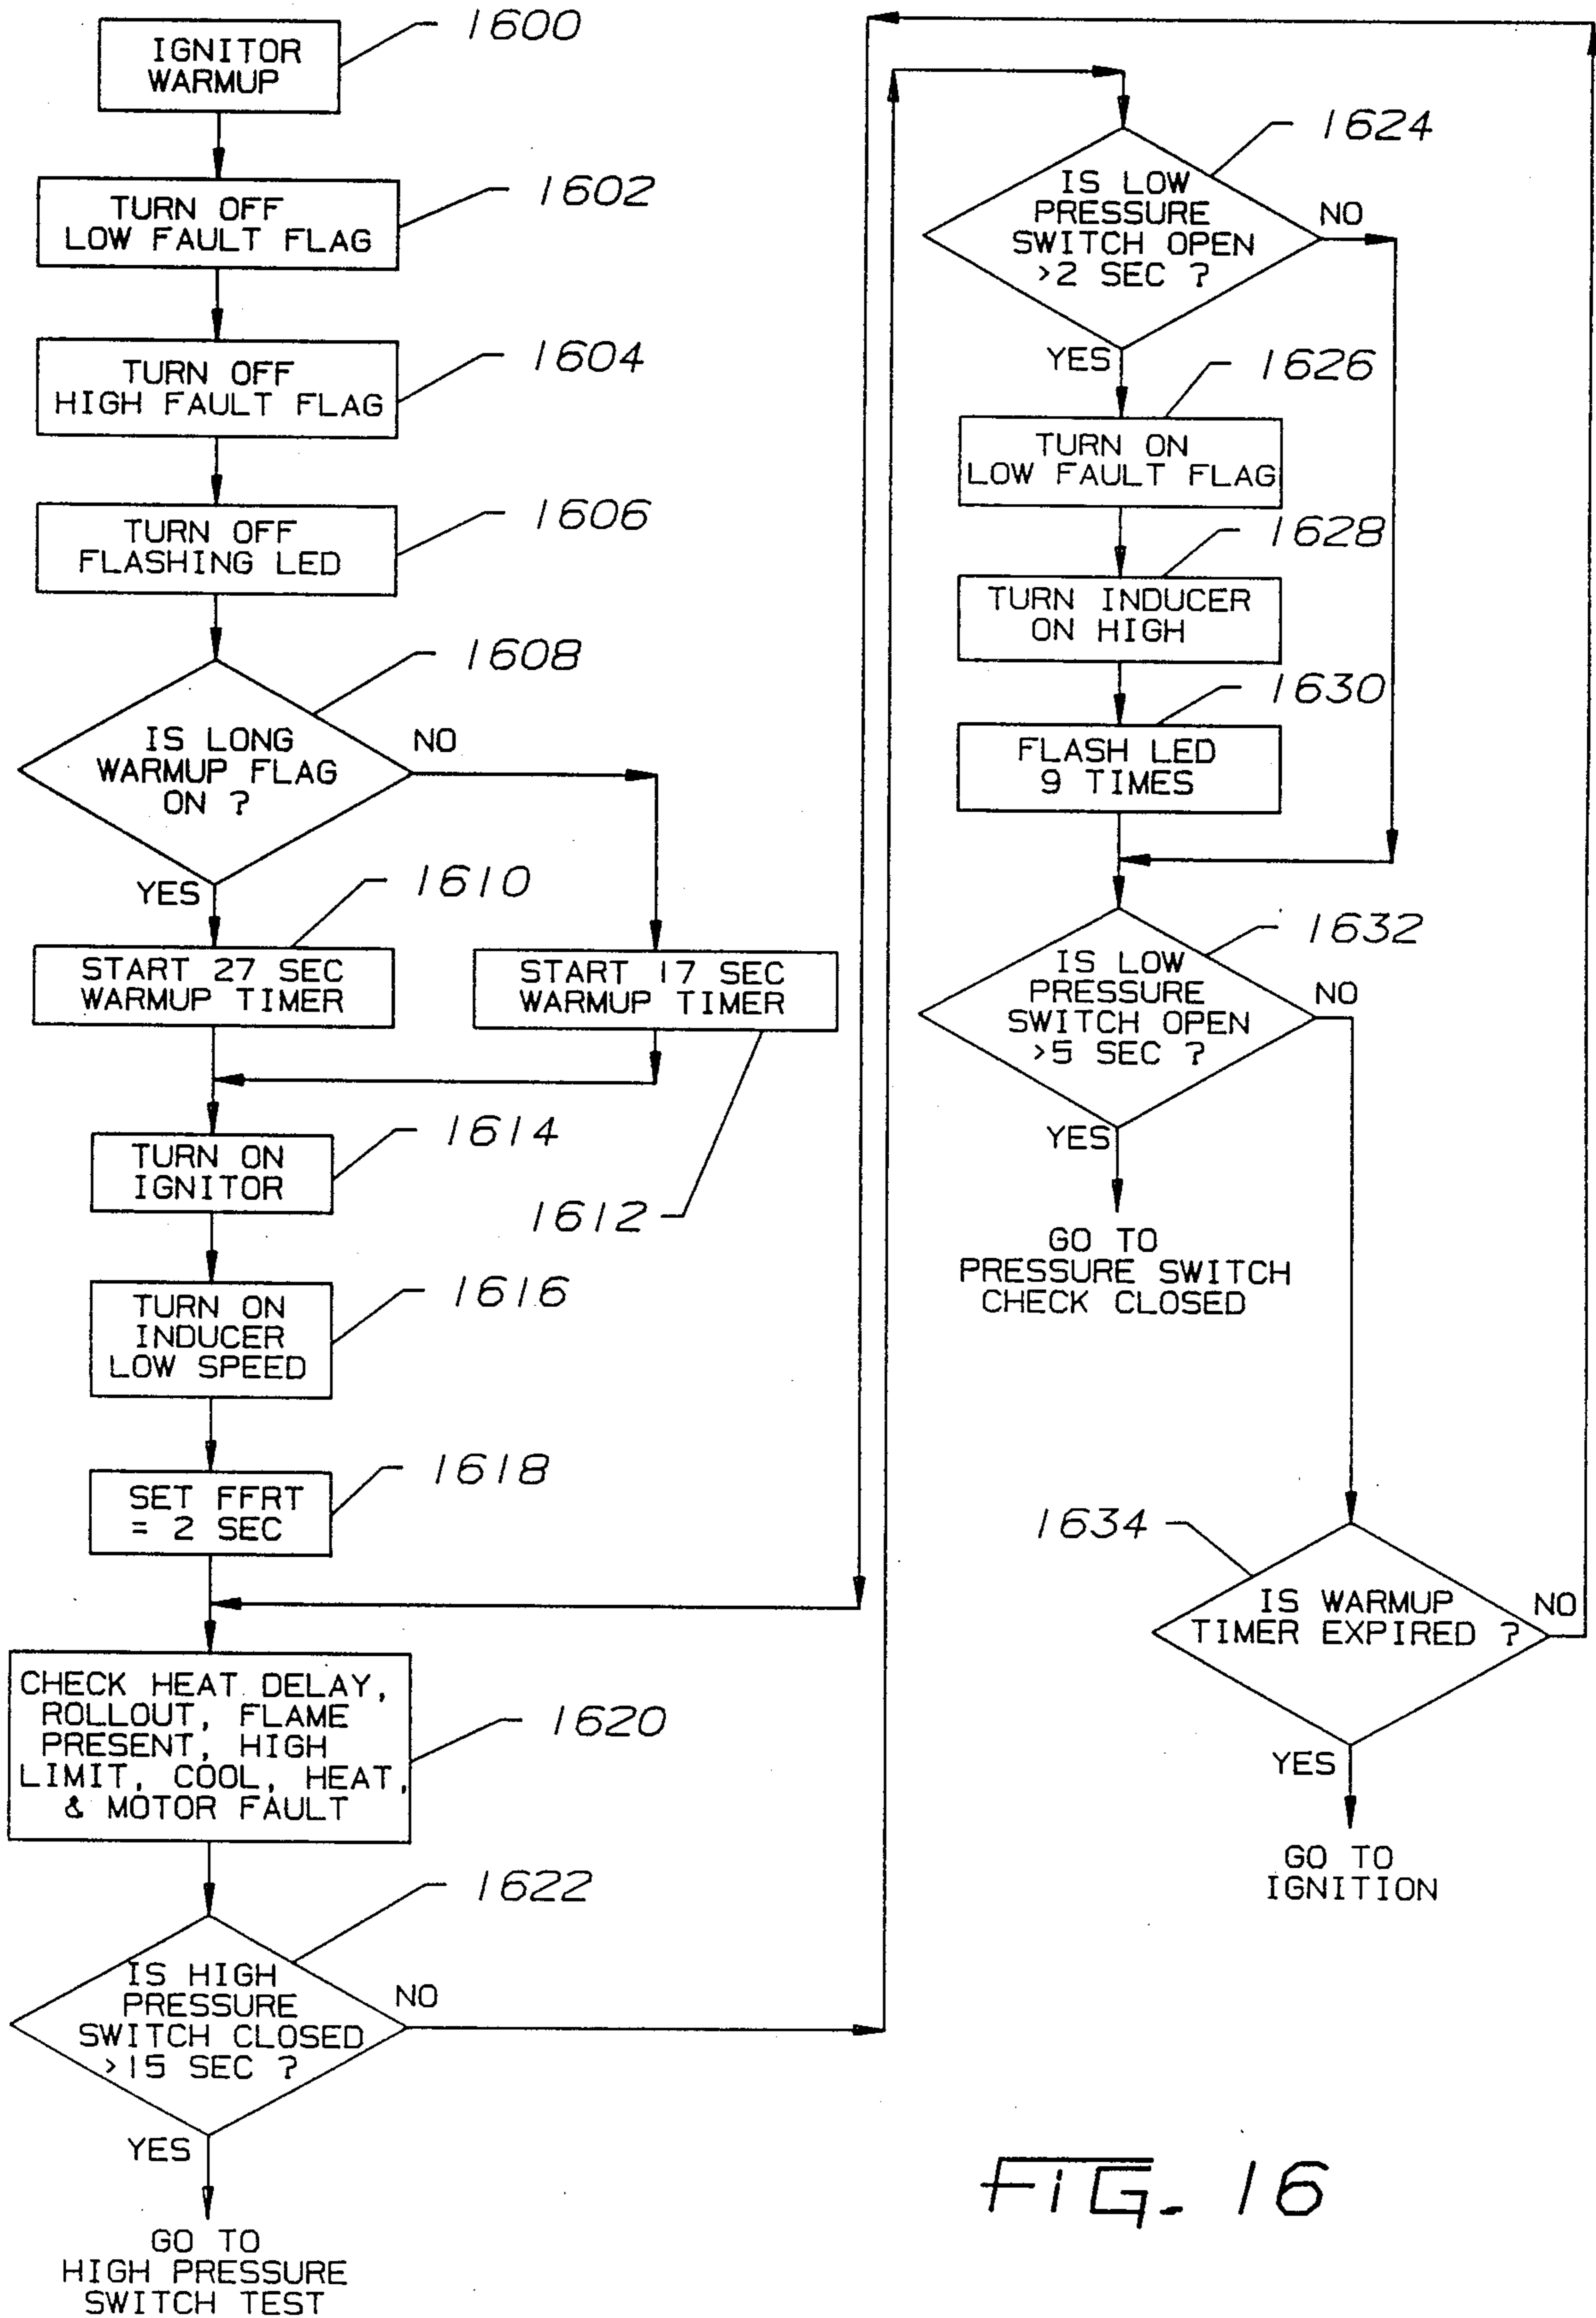 1600
IGNITOR
WARMUP
1602
TURN OFF
LOW FAULT FLAG
1604
TURN OFF
HIGH FAULT FLAG
1606
TURN OFF
FLASHING LED
1608
IS LONG
WARMUP FLAG
ON ?
NO
YES
1610
START 27 SEC
WARMUP TIMER
START 17 SEC
WARMUP TIMER
1612
1614
TURN ON
IGNITOR
1616
TURN ON
INDUCER
LOW SPEED
1618
SET FFRT
= 2 SEC
1620
CHECK HEAT DELAY,
ROLLOUT, FLAME
PRESENT, HIGH
LIMIT, COOL, HEAT,
& MOTOR FAULT
1622
IS HIGH
PRESSURE
SWITCH CLOSED
>15 SEC ?
NO
YES
GO TO
HIGH PRESSURE
SWITCH TEST
1624
IS LOW
PRESSURE
SWITCH OPEN
>2 SEC ?
NO
YES
1626
TURN ON
LOW FAULT FLAG
1628
TURN INDUCER
ON HIGH
1630
FLASH LED
9 TIMES
1632
IS LOW
PRESSURE
SWITCH OPEN
>5 SEC ?
NO
YES
GO TO
PRESSURE SWITCH
CHECK CLOSED
1634
IS WARMUP
TIMER EXPIRED ?
NO
YES
GO TO
IGNITION
FIG. 16